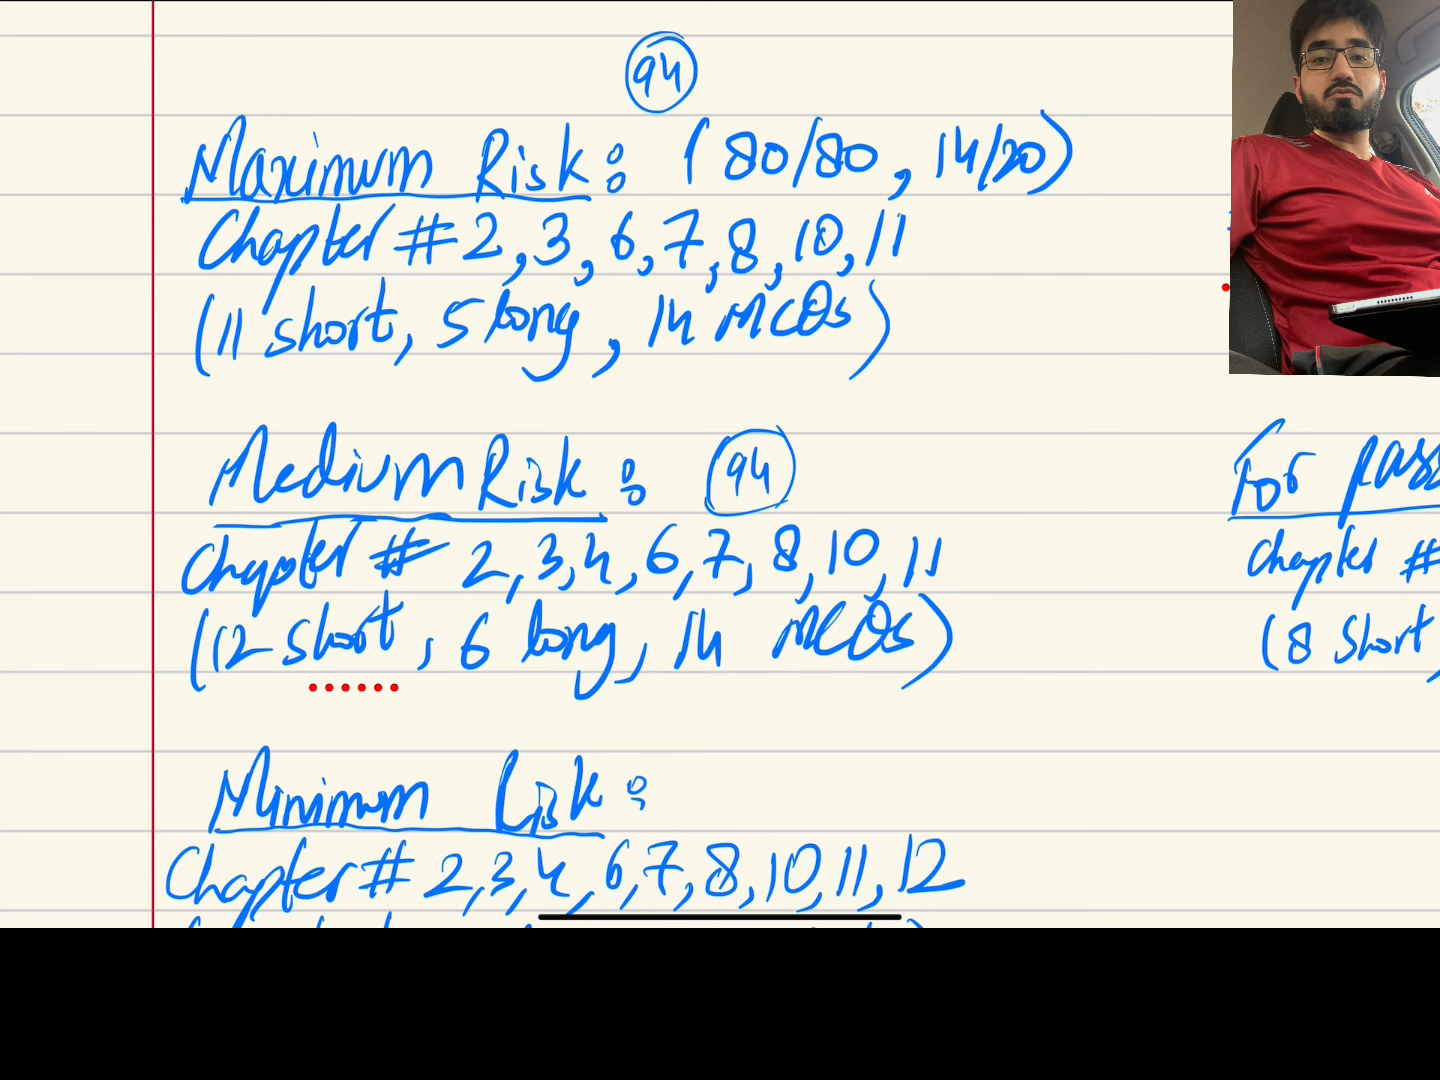 94
Maximum Risk: (80/80, 14/20)
Chapter # 2, 3, 6, 7, 8, 10, 11
(11 short, 5 long, 14 MCQs)
Medium Risk: 94
Chapter # 2, 3, 4, 6, 7, 8, 10, 11
(12 short, 6 long, 14 MCQs)
For pass
Chapter #
(8 Short,
Minimum Risk:
Chapter # 2, 3, 4, 6, 7, 8, 10, 11, 12